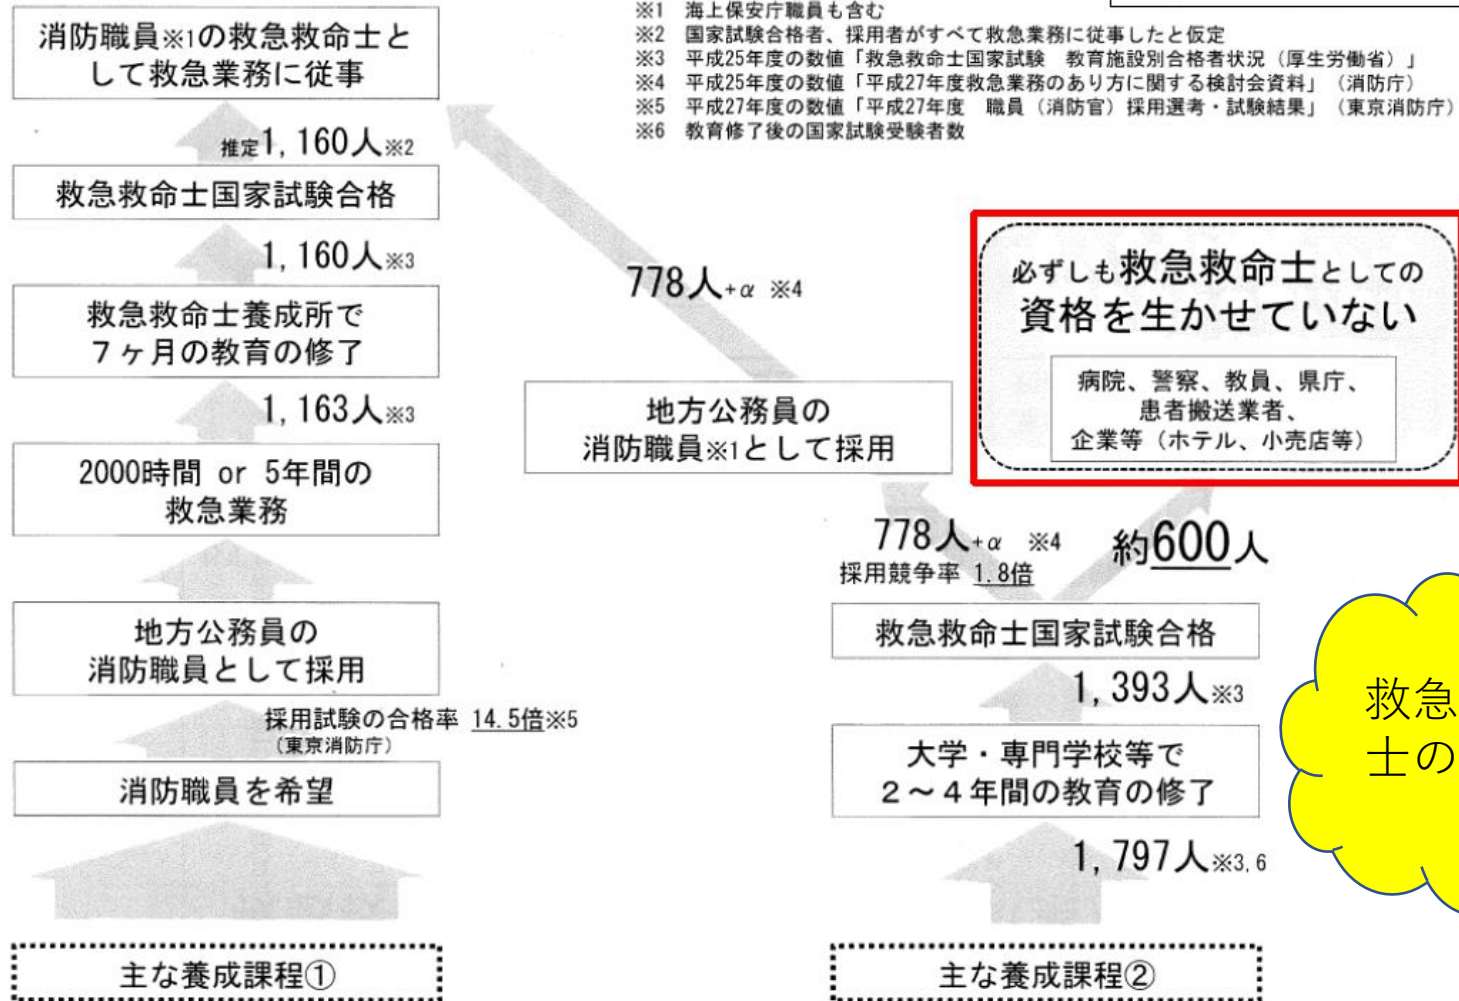 ※1 海上保安庁職員も含む
※2 国家試験合格者、採用者がすべて救急業務に従事したと仮定
※3 平成25年度の数値「救急救命士国家試験 教育施設別合格者状況（厚生労働省）」
※4 平成25年度の数値「平成27年度救急業務のあり方に関する検討会資料」（消防庁）
※5 平成27年度の数値「平成27年度 職員（消防官）採用選考・試験結果」（東京消防庁）
※6 教育修了後の国家試験受験者数
消防職員※1の救急救命士と
して救急業務に従事
推定1,160人※2
救急救命士国家試験合格
1,160人※3
救急救命士養成所で
7ヶ月の教育の修了
1,163人※3
2000時間 or 5年間の
救急業務
地方公務員の
消防職員として採用
採用試験の合格率 14.5倍※5
（東京消防庁）
消防職員を希望
主な養成課程①
778人+α ※4
地方公務員の
消防職員※1として採用
必ずしも救急救命士としての
資格を生かせていない
病院、警察、教員、県庁、
患者搬送業者、
企業等（ホテル、小売店等）
778人+α ※4
採用競争率 1.8倍
約600人
救急救命士国家試験合格
1,393人※3
大学・専門学校等で
2～4年間の教育の修了
1,797人※3,6
主な養成課程②
救急
士の